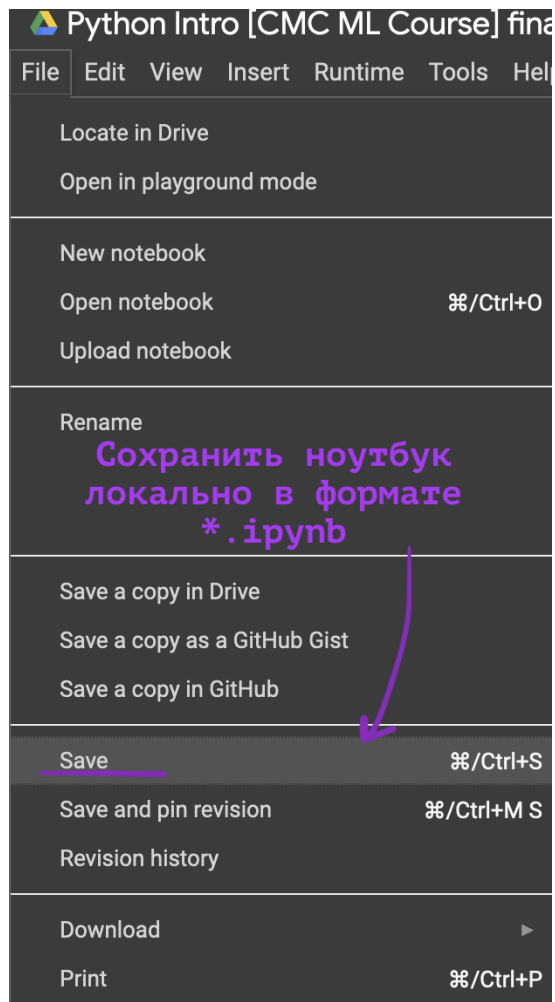 Python Intro [CMC ML Course] fina
File Edit View Insert Runtime Tools Help
Locate in Drive
Open in playground mode
New notebook
Open notebook ⌘/Ctrl+O
Upload notebook
Rename
Сохранить ноутбук
локально в формате
*.ipynb
Save a copy in Drive
Save a copy as a GitHub Gist
Save a copy in GitHub
Save ⌘/Ctrl+S
Save and pin revision ⌘/Ctrl+M S
Revision history
Download ►
Print ⌘/Ctrl+P